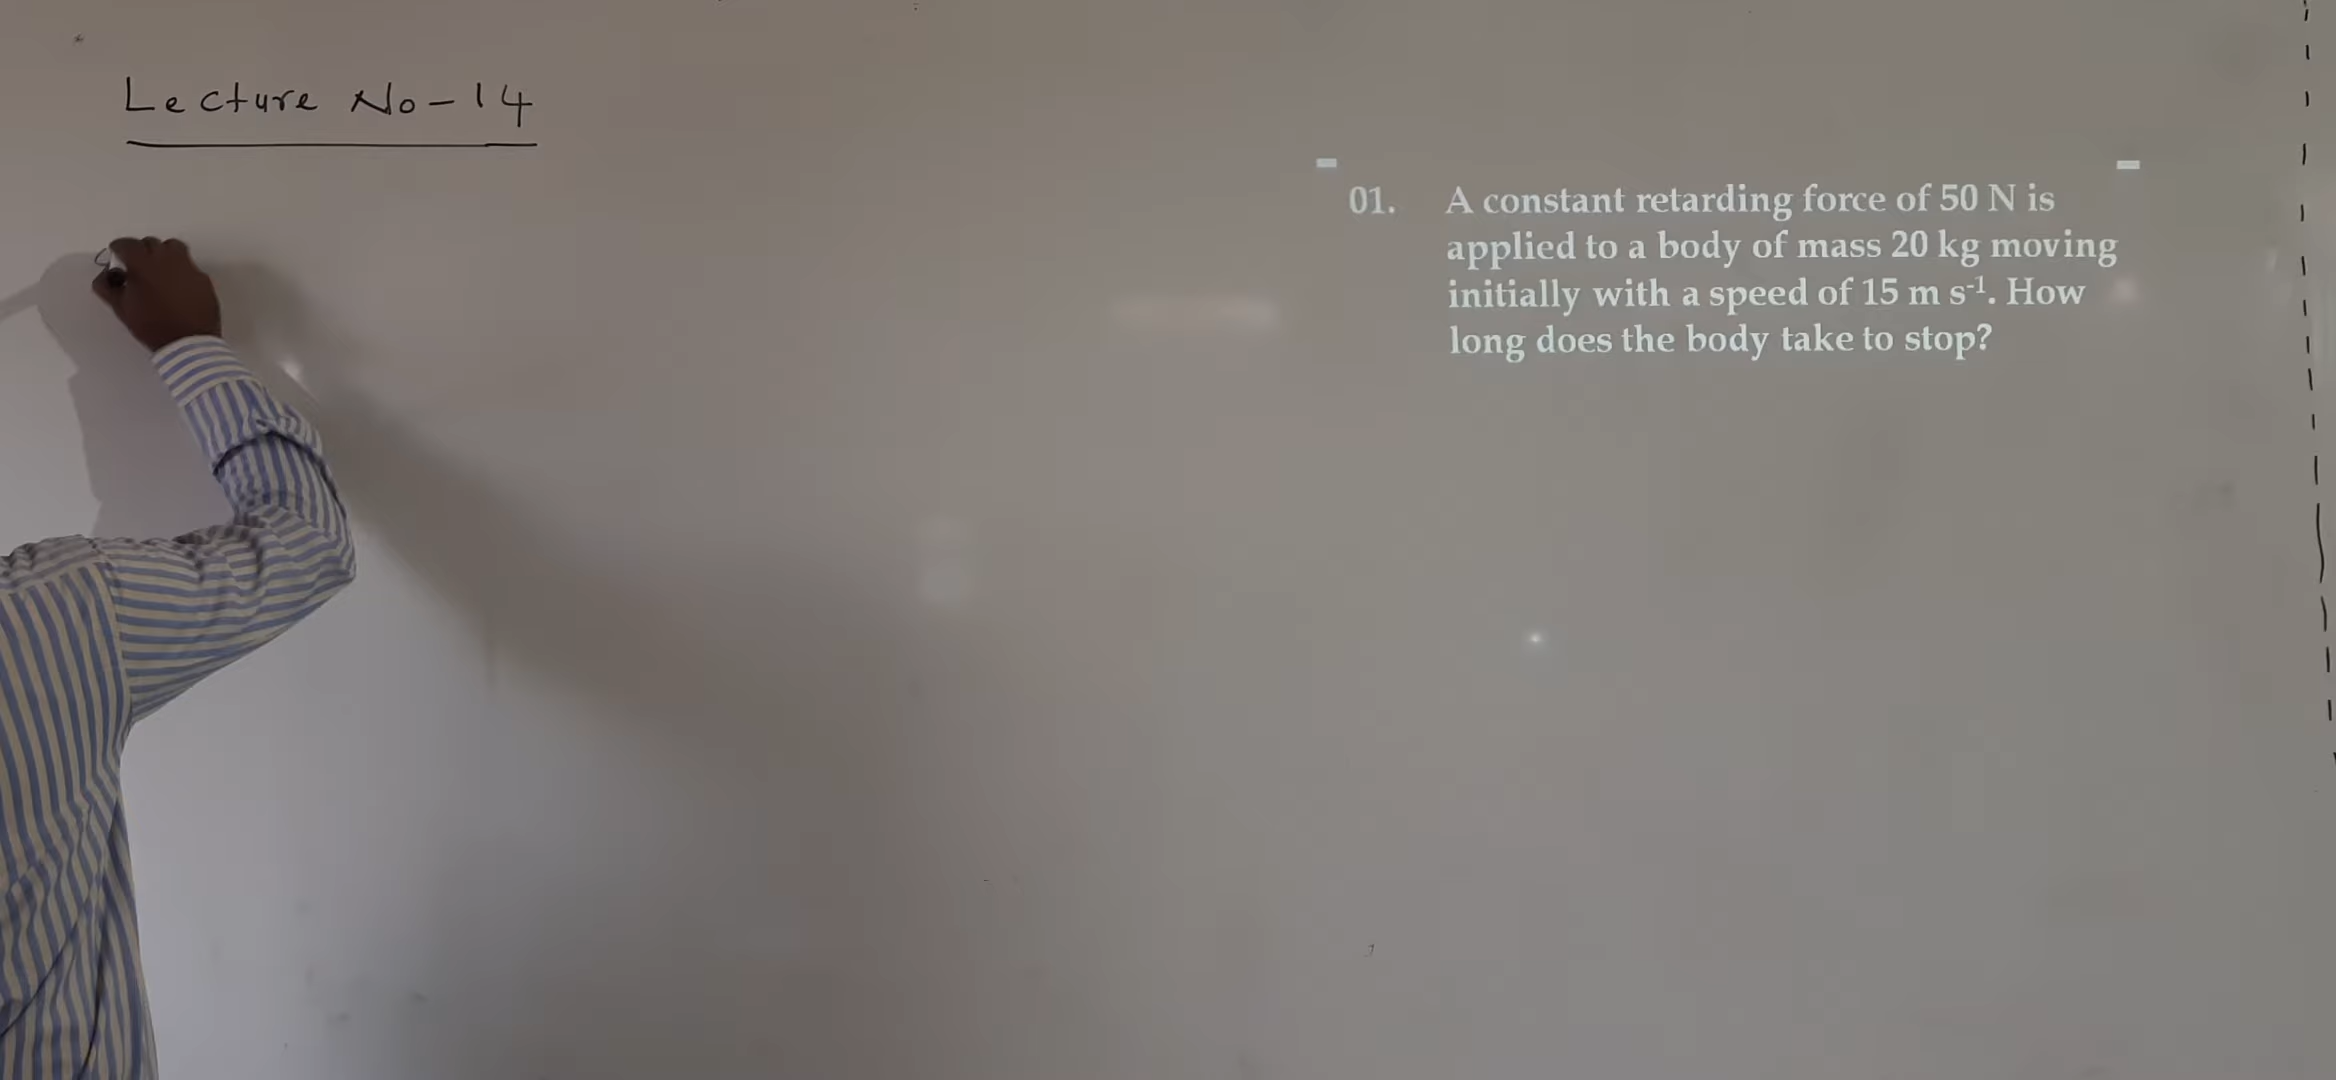 Lecture No-14
01. A constant retarding force of 50 N is
applied to a body of mass 20 kg moving
initially with a speed of 15 m s⁻¹. How
long does the body take to stop?